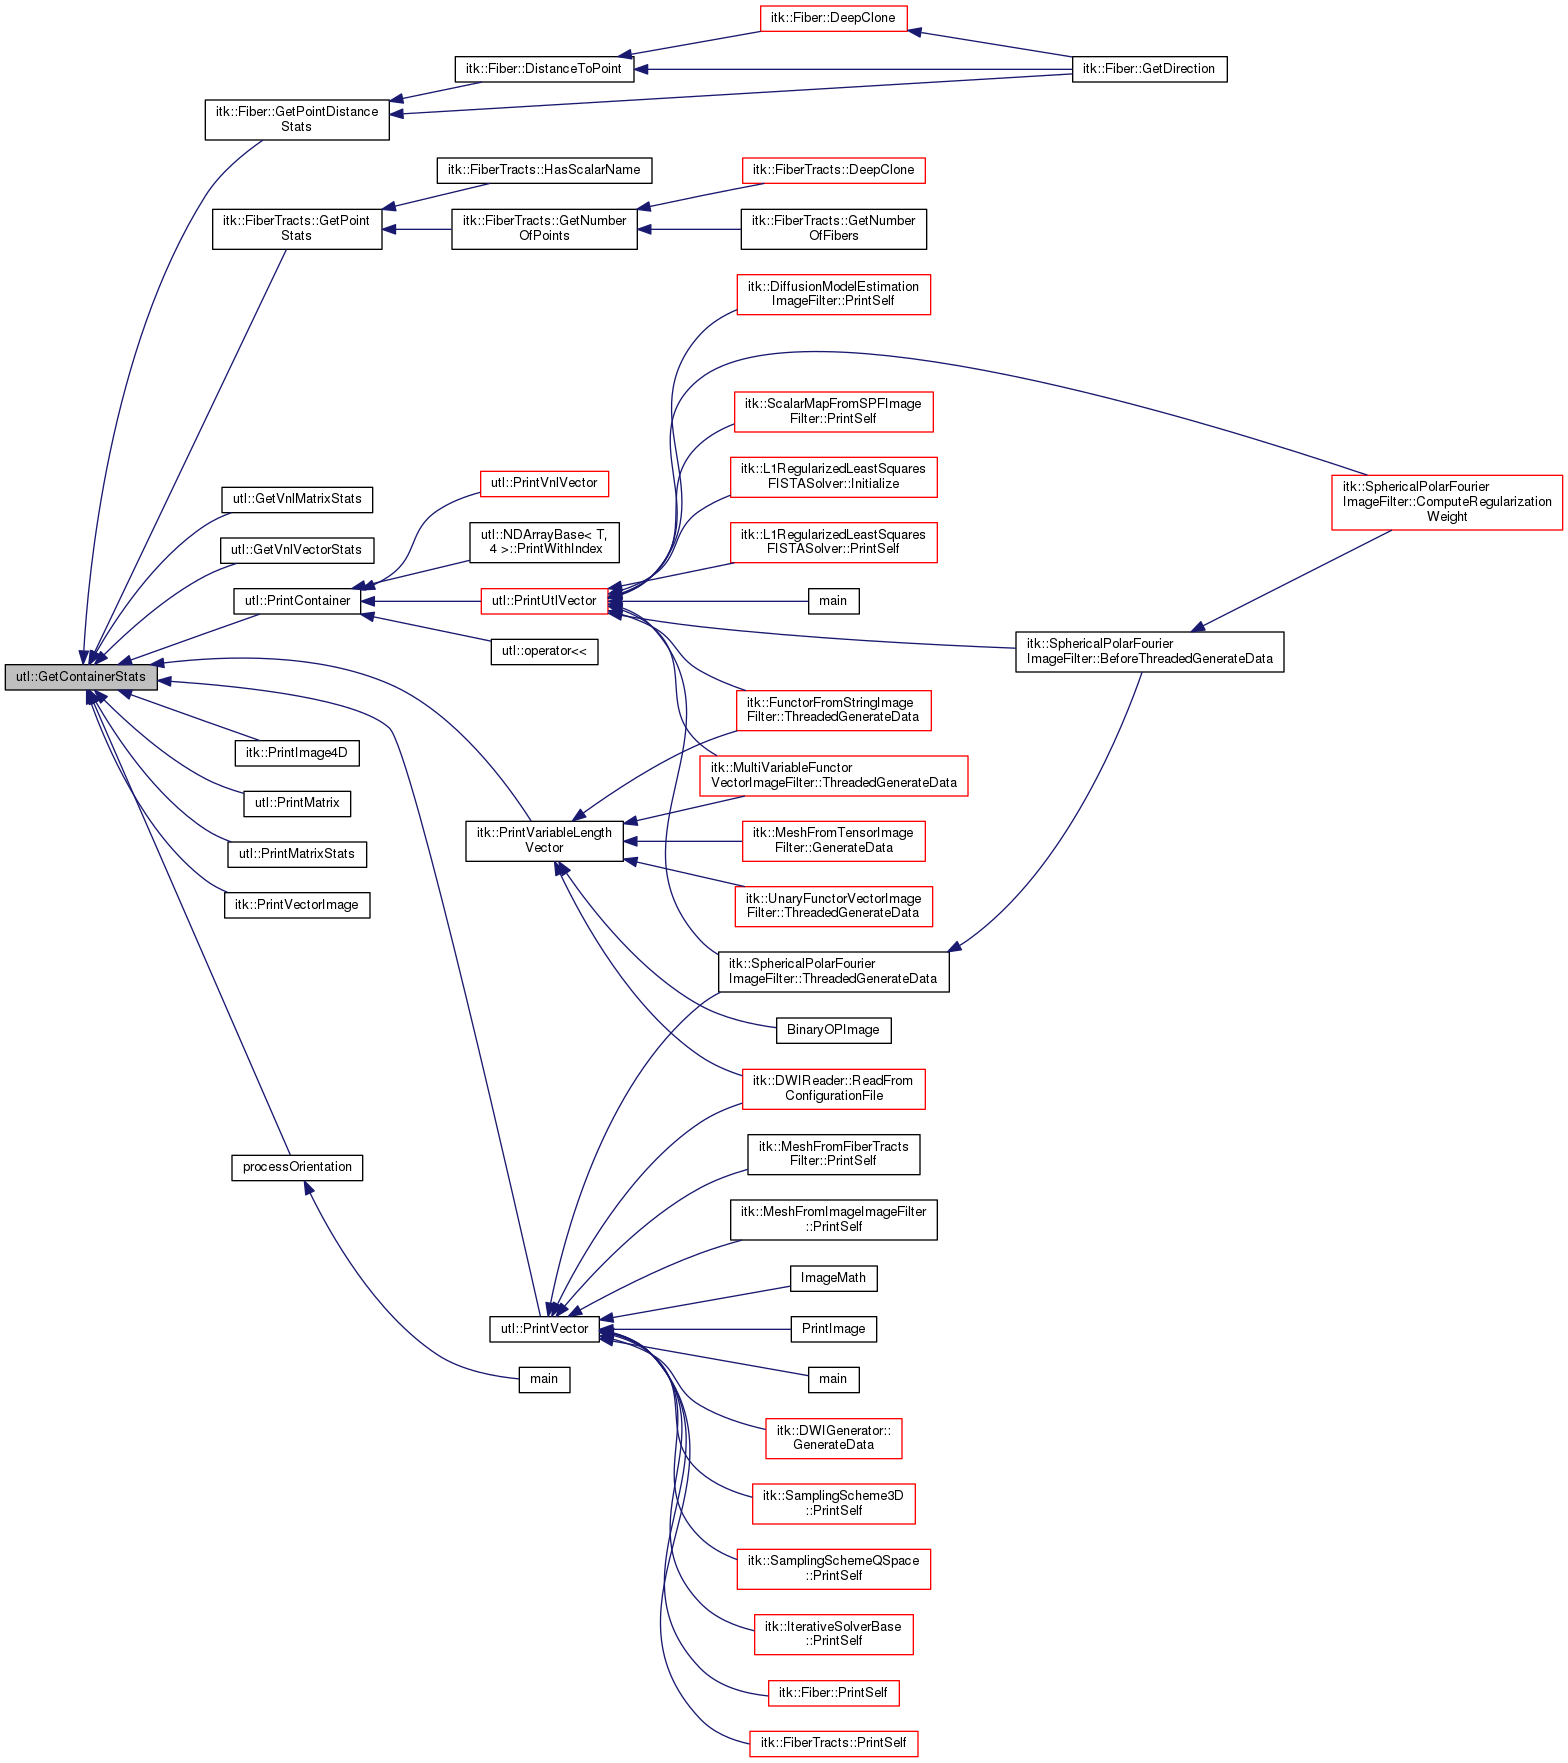 itk::Fiber::DeepClone
itk::Fiber::DistanceToPoint
itk::Fiber::GetDirection
itk::Fiber::GetPointDistance
Stats
itk::FiberTracts::HasScalarName
itk::FiberTracts::DeepClone
itk::FiberTracts::GetPoint
Stats
itk::FiberTracts::GetNumber
OfPoints
itk::FiberTracts::GetNumber
OfFibers
itk::DiffusionModelEstimation
ImageFilter::PrintSelf
itk::ScalarMapFromSPFImage
Filter::PrintSelf
itk::L1RegularizedLeastSquares
FISTASolver::Initialize
utl::PrintVnlVector
itk::SphericalPolarFourier
ImageFilter::ComputeRegularization
Weight
utl::GetVnlMatrixStats
utl::NDArrayBase< T,
4 >::PrintWithIndex
itk::L1RegularizedLeastSquares
FISTASolver::PrintSelf
utl::GetVnlVectorStats
utl::PrintContainer
utl::PrintUtlVector
main
utl::operator<<
itk::SphericalPolarFourier
ImageFilter::BeforeThreadedGenerateData
utl::GetContainerStats
itk::FunctorFromStringImage
Filter::ThreadedGenerateData
itk::PrintImage4D
itk::MultiVariableFunctor
VectorImageFilter::ThreadedGenerateData
utl::PrintMatrix
itk::PrintVariableLength
Vector
itk::MeshFromTensorImage
Filter::GenerateData
utl::PrintMatrixStats
itk::UnaryFunctorVectorImage
Filter::ThreadedGenerateData
itk::PrintVectorImage
itk::SphericalPolarFourier
ImageFilter::ThreadedGenerateData
BinaryOPImage
itk::DWIReader::ReadFrom
ConfigurationFile
itk::MeshFromFiberTracts
Filter::PrintSelf
processOrientation
itk::MeshFromImageImageFilter
::PrintSelf
ImageMath
utl::PrintVector
PrintImage
main
main
itk::DWIGenerator::
GenerateData
itk::SamplingScheme3D
::PrintSelf
itk::SamplingSchemeQSpace
::PrintSelf
itk::IterativeSolverBase
::PrintSelf
itk::Fiber::PrintSelf
itk::FiberTracts::PrintSelf